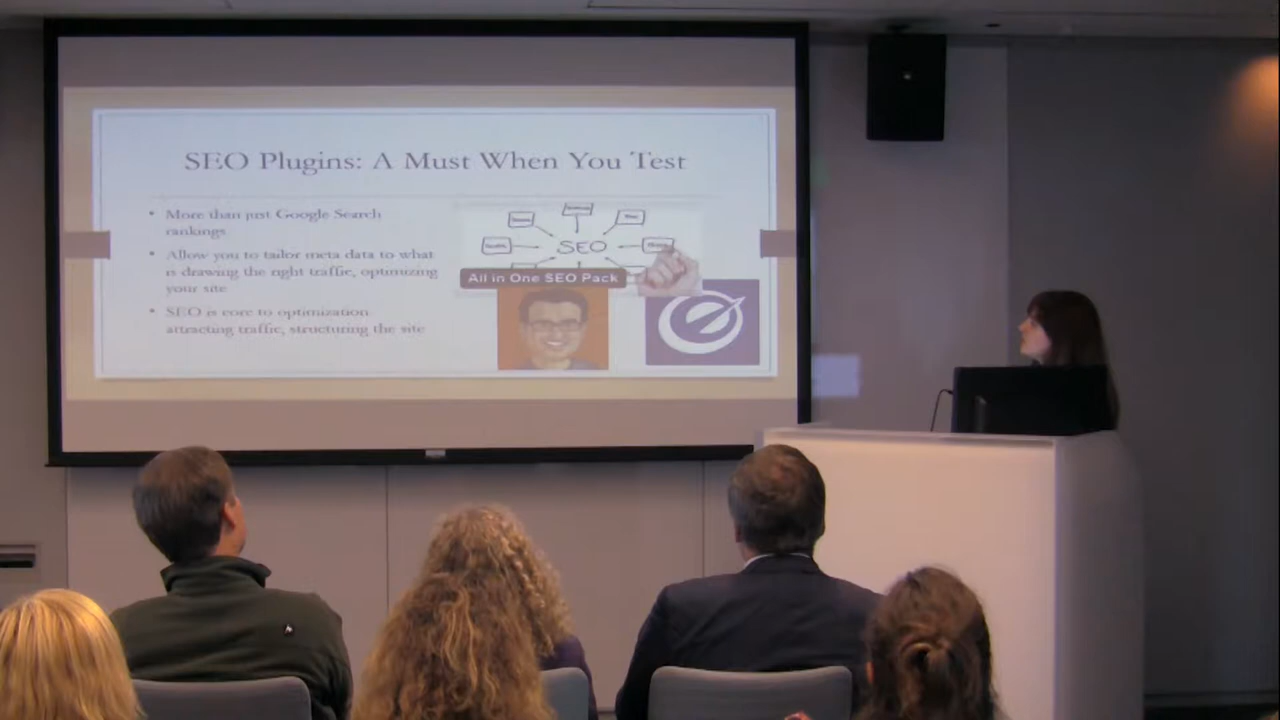 SEO Plugins: A Must When You Test
• More than just Google Search
rankings
• Allow you to tailor meta data to what
is drawing the right traffic, optimizing
your site
• SEO is core to optimization
attracting traffic, structuring the site
SEO
All in One SEO Pack